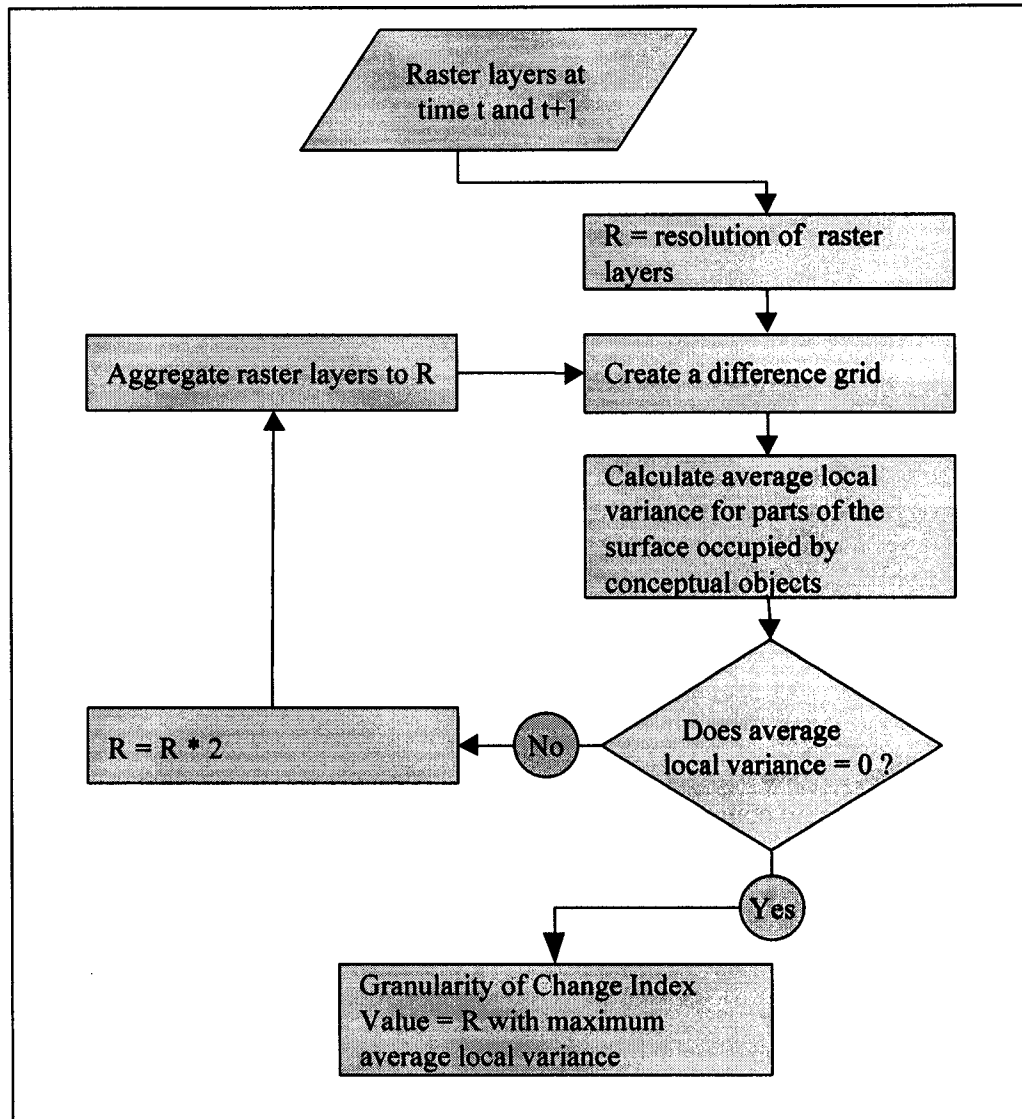 Raster layers at
time t and t+1
R = resolution of raster
layers
Aggregate raster layers to R
Create a difference grid
Calculate average local
variance for parts of the
surface occupied by
conceptual objects
R = R * 2
No
Does average
local variance = 0 ?
Yes
Granularity of Change Index
Value = R with maximum
average local variance